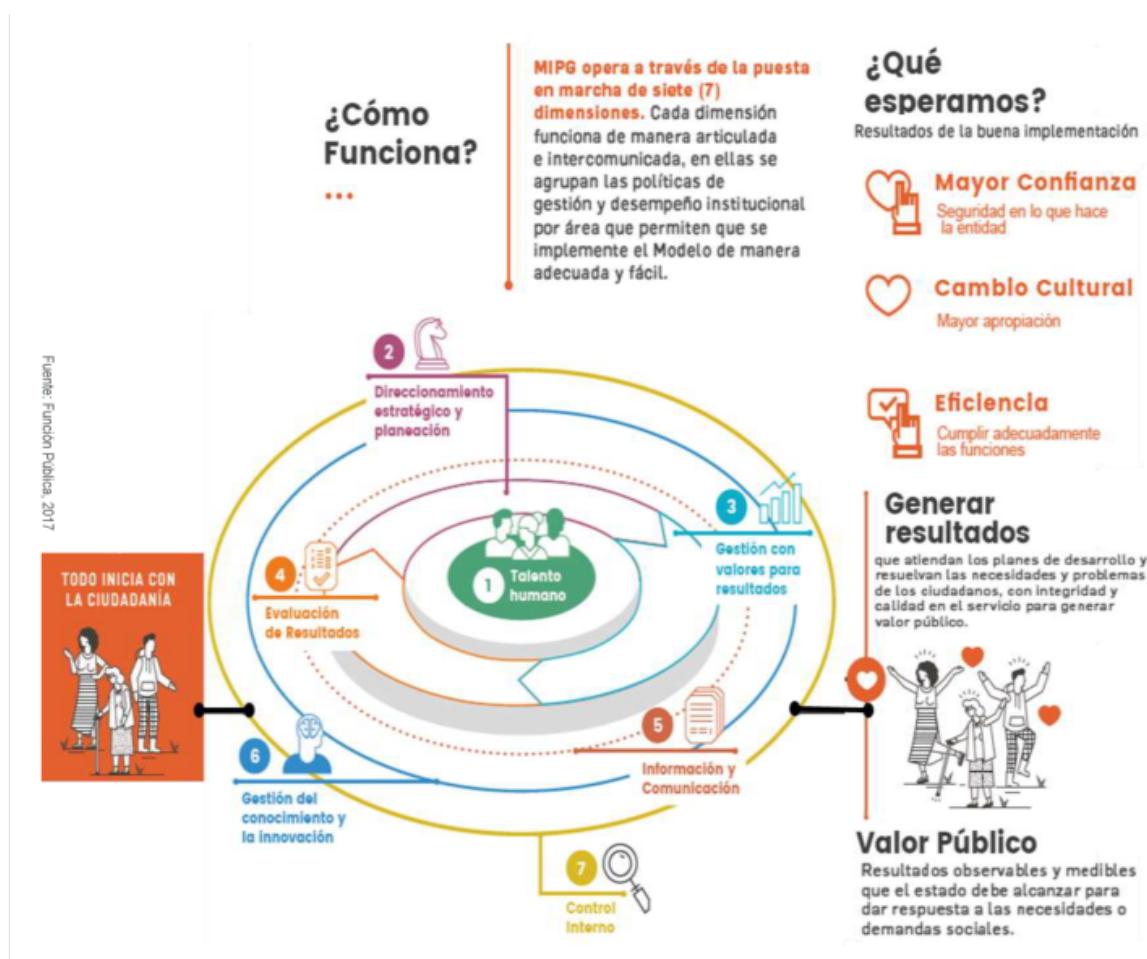 ¿Cómo
Funciona?
...
MIPG opera a través de la puesta
en marcha de siete (7)
dimensiones. Cada dimensión
funciona de manera articulada
e intercomunicada, en ellas se
agrupan las políticas de
gestión y desempeño institucional
por área que permiten que se
implemente el Modelo de manera
adecuada y fácil.
¿Qué
esperamos?
Resultados de la buena implementación
Mayor Confianza
Seguridad en lo que hace
la entidad
Cambio Cultural
Mayor apropiación
Eficiencia
Cumplir adecuadamente
las funciones
Fuente: Función Pública, 2017
TODO INICIA CON
LA CIUDADANÍA
2
Direccionamiento
estratégico y
planeación
1
Talento
humano
3
Gestión con
valores para
resultados
4
Evaluación
de Resultados
5
Información y
Comunicación
6
Gestión del
conocimiento y
la innovación
7
Control
Interno
Generar
resultados
que atiendan los planes de desarrollo y
resuelvan las necesidades y problemas
de los ciudadanos, con integridad y
calidad en el servicio para generar
valor público.
Valor Público
Resultados observables y medibles
que el estado debe alcanzar para
dar respuesta a las necesidades o
demandas sociales.